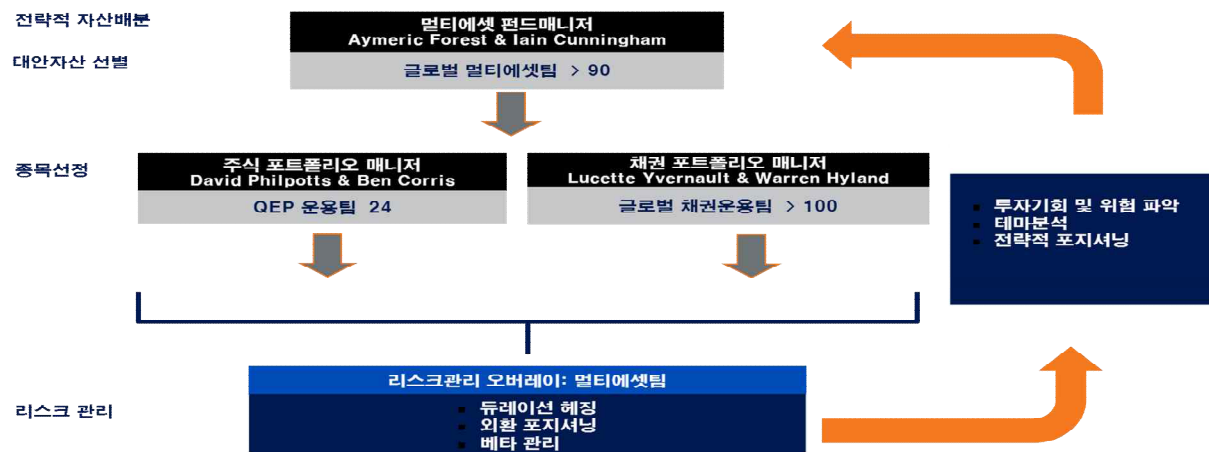 전략적 자산배분
멀티에셋 펀드매니저
Aymeric Forest & Iain Cunningham
대안자산 선별
글로벌 멀티에셋팀 > 90
종목선정
주식 포트폴리오 매니저
David Philpotts & Ben Corris
QEP 운용팀 24
채권 포트폴리오 매니저
Lucette Yvernault & Warren Hyland
글로벌 채권운용팀 > 100
투자기회 및 위험 파악
테마분석
전략적 포지셔닝
리스크관리 오버레이: 멀티에셋팀
리스크 관리
듀레이션 헤징
외환 포지셔닝
베타 관리